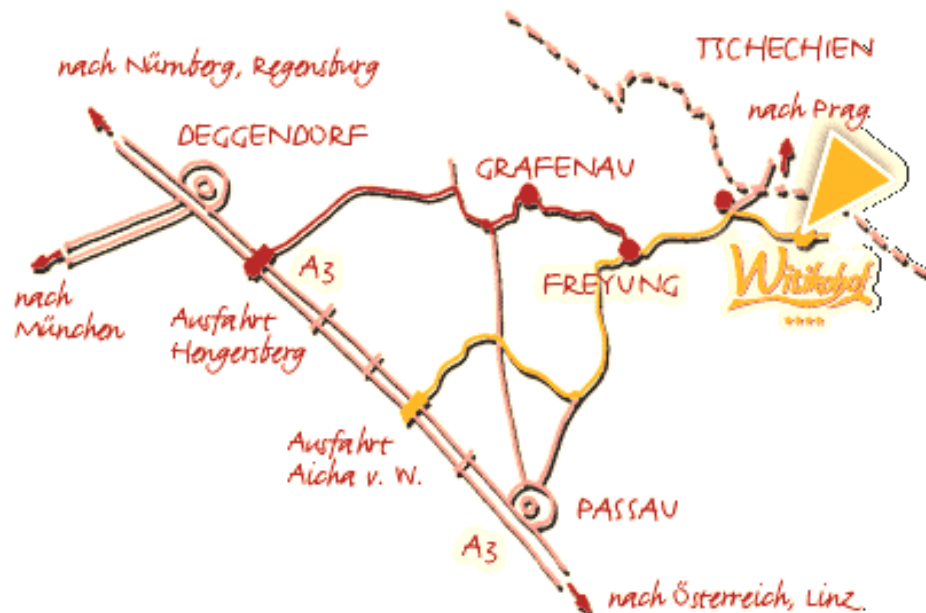 nach Nürnberg, Regensburg
TSCHECHIEN
nach Prag
DEGGENDORF
GRAFENAU
A3
FREYUNG
Witikohof
nach
München
Ausfahrt
Hengersberg
Ausfahrt
Aicha v. W.
PASSAU
A3
nach Österreich, Linz